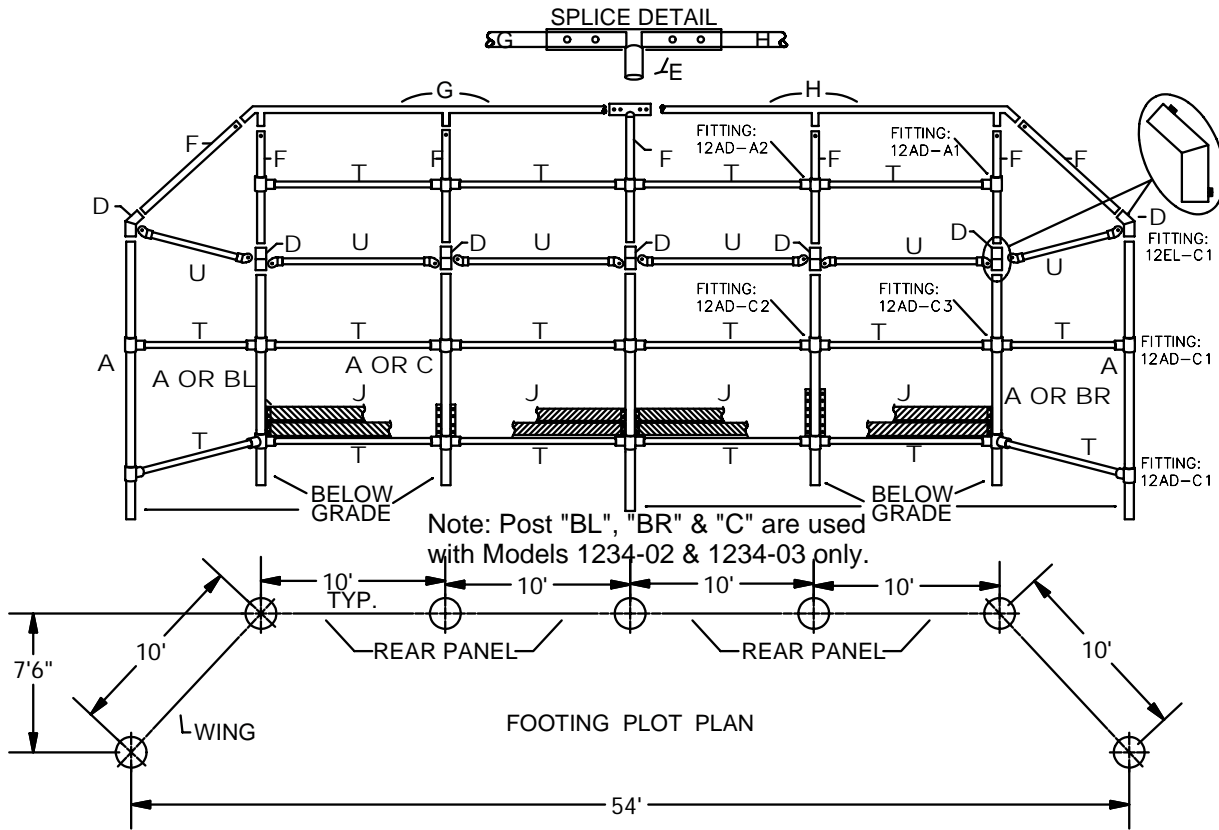 SPLICE DETAIL
G H
E
G H
FITTING:
12AD-A2
FITTING:
12AD-A1
F F F F F F F
T T T T
D D D D D D D
FITTING:
12EL-C1
U U U U U U
FITTING:
12AD-C2
FITTING:
12AD-C3
T T T T T T
FITTING:
12AD-C1
A A OR BL A OR C A OR BR A
J J J J
T T T T T T
FITTING:
12AD-C1
BELOW
GRADE
BELOW
GRADE
Note: Post "BL", "BR" & "C" are used
with Models 1234-02 & 1234-03 only.
10' 10' 10' 10'
TYP.
10' REAR PANEL REAR PANEL 10'
7'6"
WING
FOOTING PLOT PLAN
54'